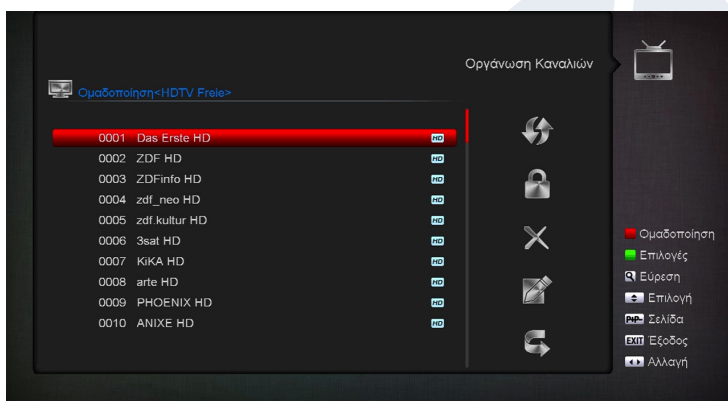 Οργάνωση Καναλιών
Ομαδοποίηση<HDTV Freie>
0001 Das Erste HD HD
0002 ZDF HD HD
0003 ZDFinfo HD HD
0004 zdf_neo HD HD
0005 zdf.kultur HD HD
0006 3sat HD HD
0007 KiKA HD HD
0008 arte HD HD
0009 PHOENIX HD HD
0010 ANIXE HD HD
Ομαδοποίηση
Επιλογές
Εύρεση
Επιλογή
P+P- Σελίδα
EXIT Έξοδος
Αλλαγή